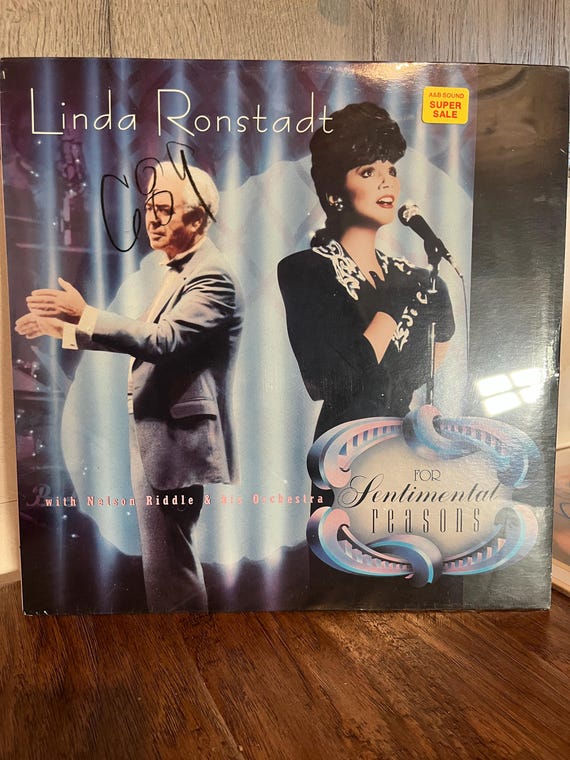 Linda Ronstadt
A&B SOUND
SUPER
SALE
with Nelson Riddle & His Orchestra
FOR
Sentimental
reasons